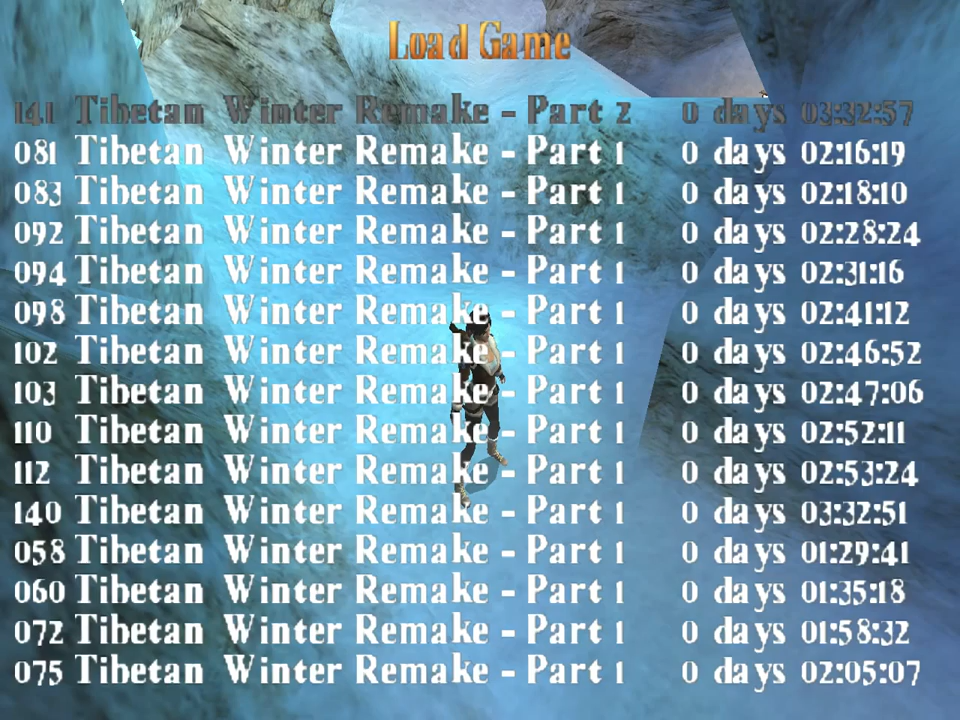 Load Game
141 Tibetan Winter Remake - Part 2 0 days 03:32:57
081 Tibetan Winter Remake - Part 1 0 days 02:16:19
083 Tibetan Winter Remake - Part 1 0 days 02:18:10
092 Tibetan Winter Remake - Part 1 0 days 02:28:24
094 Tibetan Winter Remake - Part 1 0 days 02:31:16
098 Tibetan Winter Remake - Part 1 0 days 02:41:12
102 Tibetan Winter Remake - Part 1 0 days 02:46:52
103 Tibetan Winter Remake - Part 1 0 days 02:47:06
110 Tibetan Winter Remake - Part 1 0 days 02:52:11
112 Tibetan Winter Remake - Part 1 0 days 02:53:24
140 Tibetan Winter Remake - Part 1 0 days 03:32:51
058 Tibetan Winter Remake - Part 1 0 days 01:29:41
060 Tibetan Winter Remake - Part 1 0 days 01:35:18
072 Tibetan Winter Remake - Part 1 0 days 01:58:32
075 Tibetan Winter Remake - Part 1 0 days 02:05:07